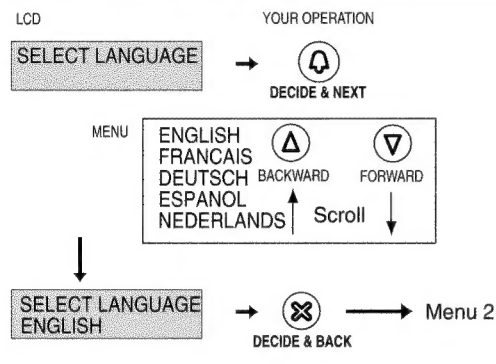 LCD YOUR OPERATION
SELECT LANGUAGE
DECIDE & NEXT
MENU
ENGLISH
FRANCAIS
DEUTSCH
ESPANOL
NEDERLANDS
BACKWARD FORWARD
Scroll
SELECT LANGUAGE
ENGLISH
DECIDE & BACK
Menu 2